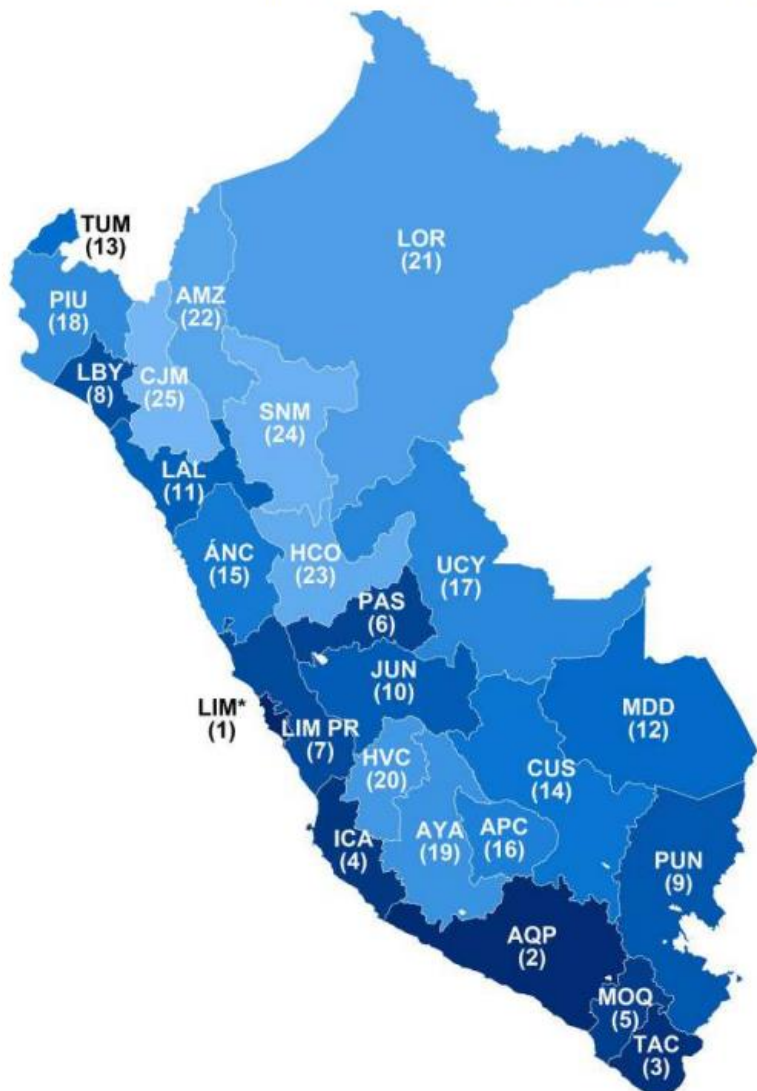 TUM
(13)
LOR
(21)
PIU
(18)
AMZ
(22)
LBY
(8)
CJM
(25)
SNM
(24)
LAL
(11)
ÁNC
(15)
HCO
(23)
UCY
(17)
PAS
(6)
JUN
(10)
LIM*
(1)
LIM PR
(7)
MDD
(12)
HVC
(20)
CUS
(14)
ICA
(4)
AYA
(19)
APC
(16)
PUN
(9)
AQP
(2)
MOQ
(5)
TAC
(3)